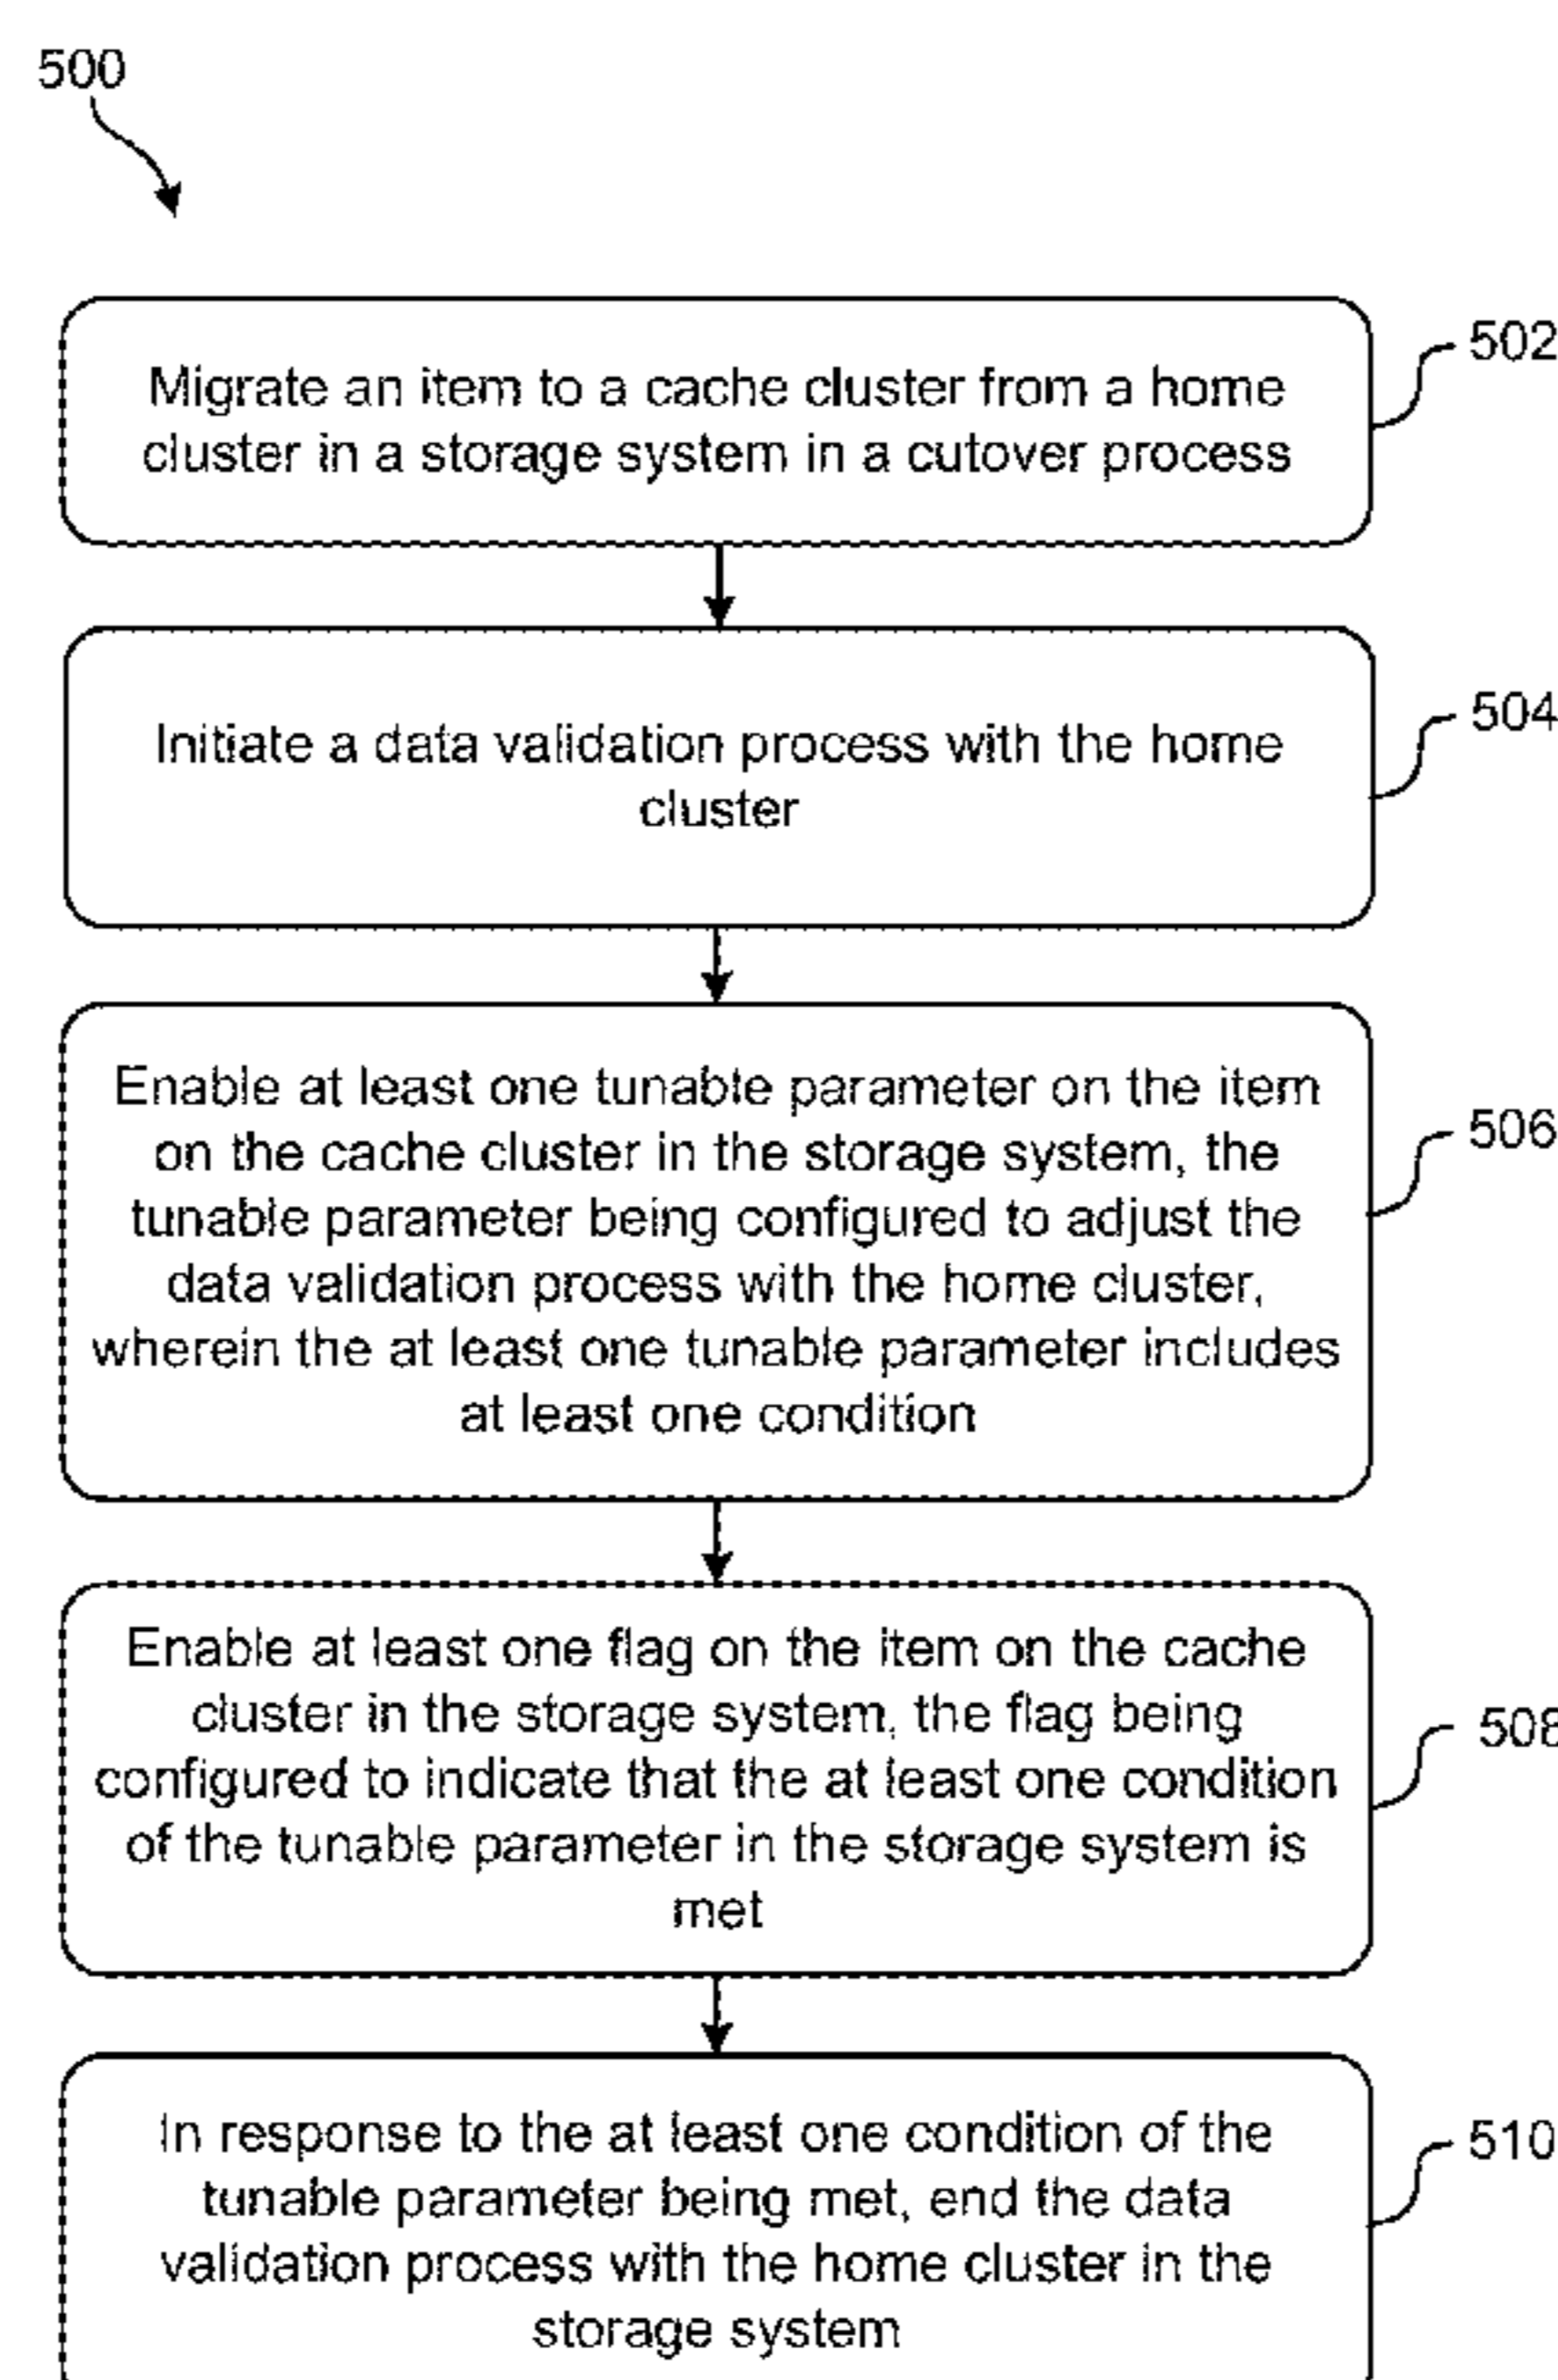 500
Migrate an item to a cache cluster from a home
cluster in a storage system in a cutover process
502
Initiate a data validation process with the home
cluster
504
Enable at least one tunable parameter on the item
on the cache cluster in the storage system, the
tunable parameter being configured to adjust the
data validation process with the home cluster,
wherein the at least one tunable parameter includes
at least one condition
506
Enable at least one flag on the item on the cache
cluster in the storage system, the flag being
configured to indicate that the at least one condition
of the tunable parameter in the storage system is
met
508
In response to the at least one condition of the
tunable parameter being met, end the data
validation process with the home cluster in the
storage system
510